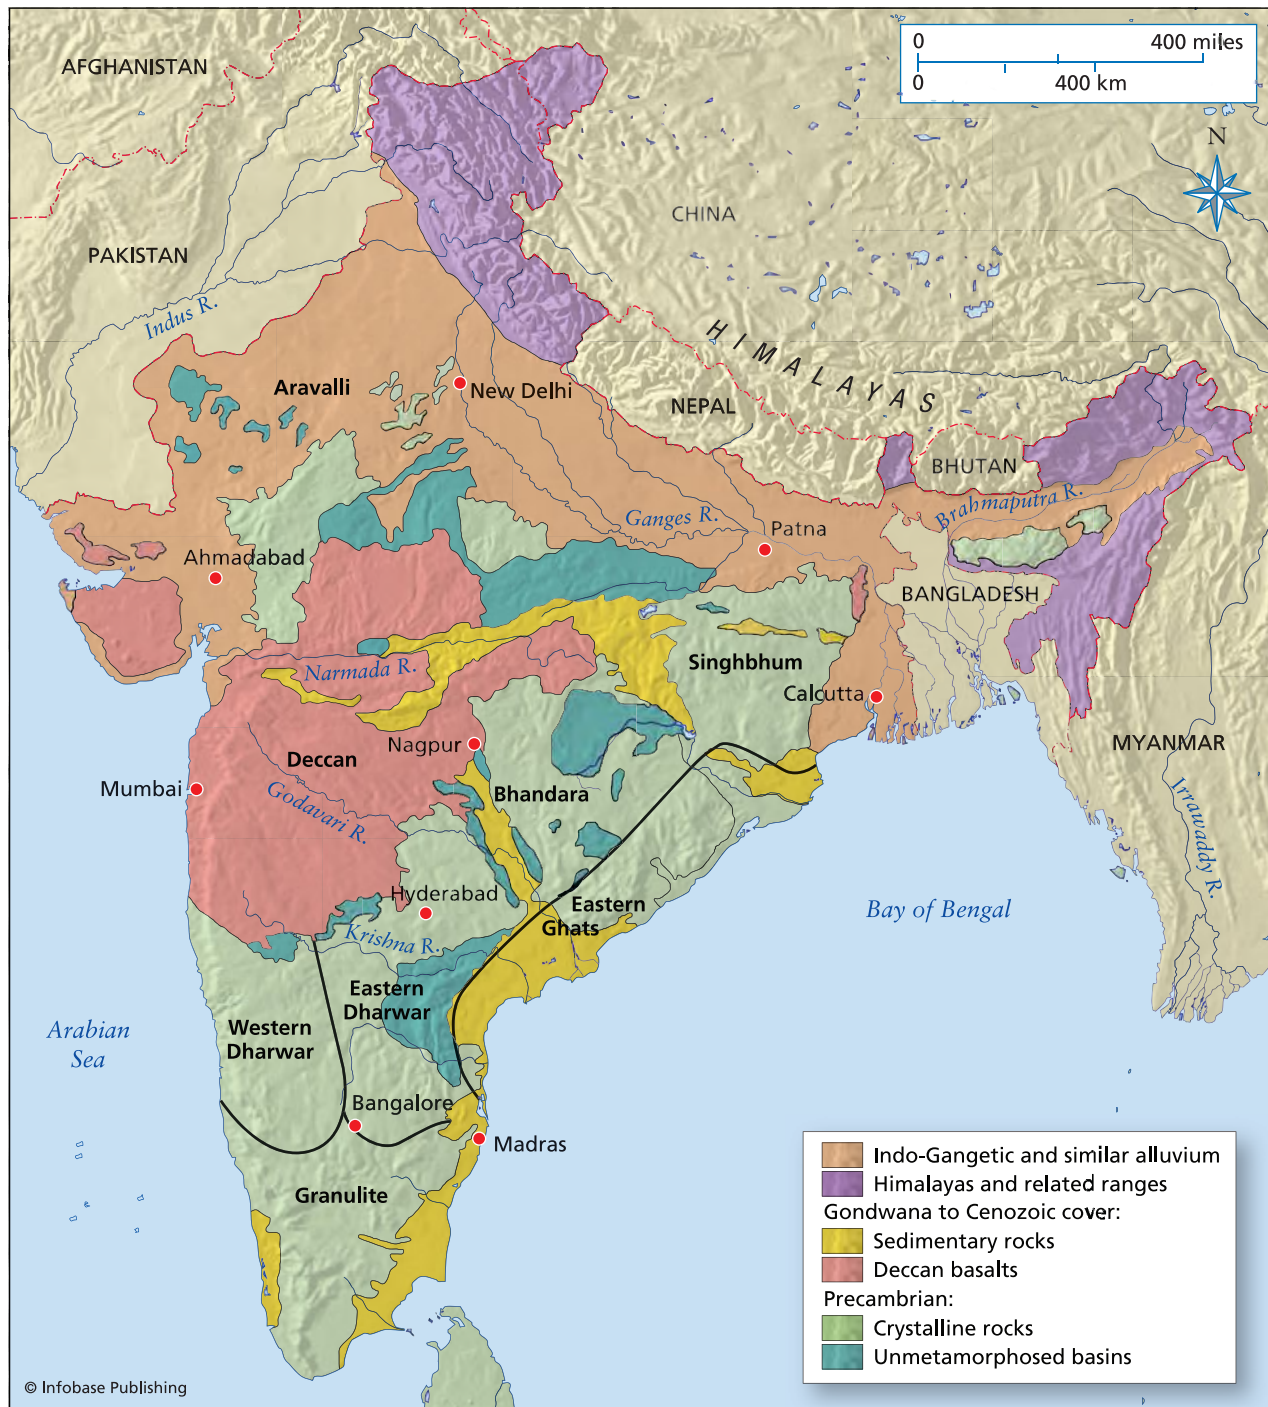 0
400 miles
0
400 km
N
AFGHANISTAN
CHINA
PAKISTAN
Indus R.
HIMALAYAS
Aravalli
New Delhi
NEPAL
BHUTAN
Brahmaputra R.
Ganges R.
Patna
Ahmadabad
BANGLADESH
Narmada R.
Singhbhum
Calcutta
MYANMAR
Nagpur
Deccan
Mumbai
Bhandara
Godavari R.
Irrawaddy R.
Hyderabad
Eastern
Ghats
Bay of Bengal
Krishna R.
Eastern
Dharwar
Western
Dharwar
Arabian
Sea
Bangalore
Madras
Granulite
Indo-Gangetic and similar alluvium
Himalayas and related ranges
Gondwana to Cenozoic cover:
Sedimentary rocks
Deccan basalts
Precambrian:
Crystalline rocks
Unmetamorphosed basins
© Infobase Publishing